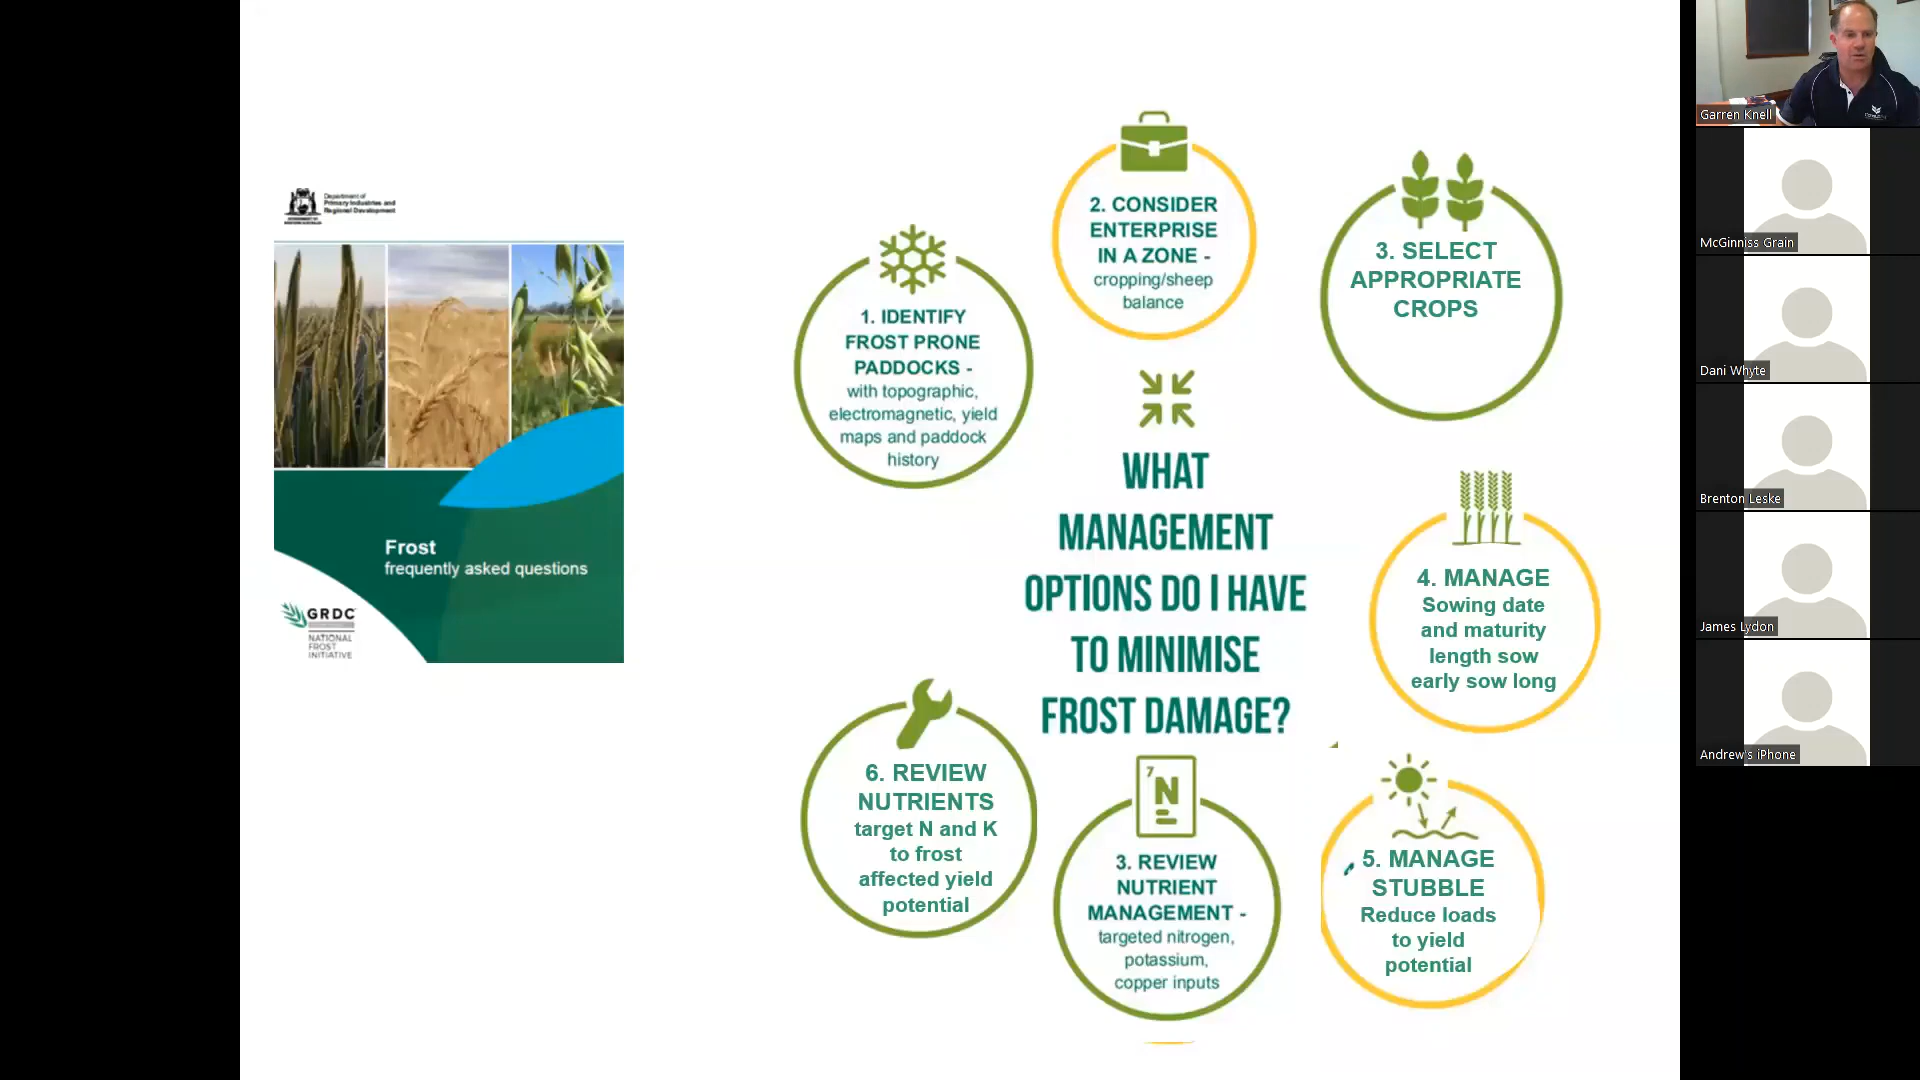 Department of
Primary Industries and
Regional Development
GOVERNMENT OF
WESTERN AUSTRALIA
Frost
frequently asked questions
GRDC
NATIONAL
FROST
INITIATIVE
1. IDENTIFY
FROST PRONE
PADDOCKS -
with topographic,
electromagnetic, yield
maps and paddock
history
2. CONSIDER
ENTERPRISE
IN A ZONE -
cropping/sheep
balance
3. SELECT
APPROPRIATE
CROPS
WHAT
MANAGEMENT
OPTIONS DO I HAVE
TO MINIMISE
FROST DAMAGE?
4. MANAGE
Sowing date
and maturity
length sow
early sow long
5. MANAGE
STUBBLE
Reduce loads
to yield
potential
7
N
3. REVIEW
NUTRIENT
MANAGEMENT -
targeted nitrogen,
potassium,
copper inputs
6. REVIEW
NUTRIENTS
target N and K
to frost
affected yield
potential
Garren Knell
McGinniss Grain
Dani Whyte
Brenton Leske
James Lydon
Andrew's iPhone